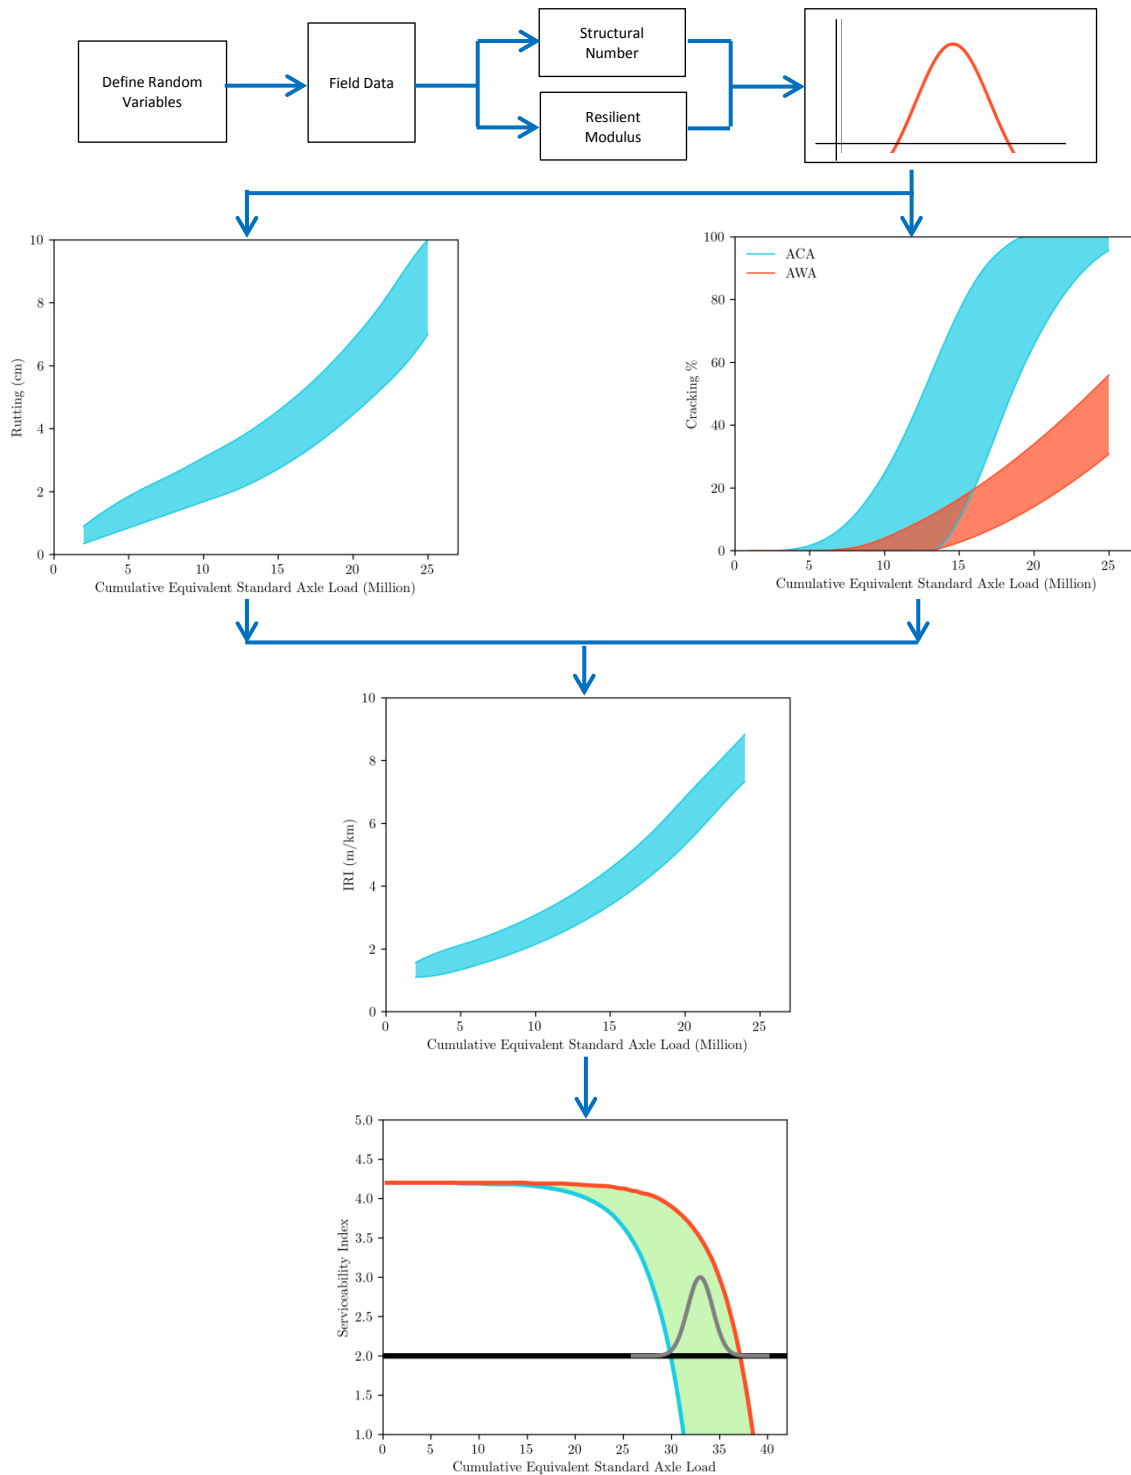 Define Random
Variables
Field Data
Structural
Number
Resilient
Modulus
10
8
6
4
2
0
Rutting (cm)
0 5 10 15 20 25
Cumulative Equivalent Standard Axle Load (Million)
100
80
60
40
20
0
Cracking %
ACA
AWA
0 5 10 15 20 25
Cumulative Equivalent Standard Axle Load (Million)
10
8
6
4
2
0
IRI (m/km)
0 5 10 15 20 25
Cumulative Equivalent Standard Axle Load (Million)
5.0
4.5
4.0
3.5
3.0
2.5
2.0
1.5
1.0
Serviceability Index
0 5 10 15 20 25 30 35 40
Cumulative Equivalent Standard Axle Load